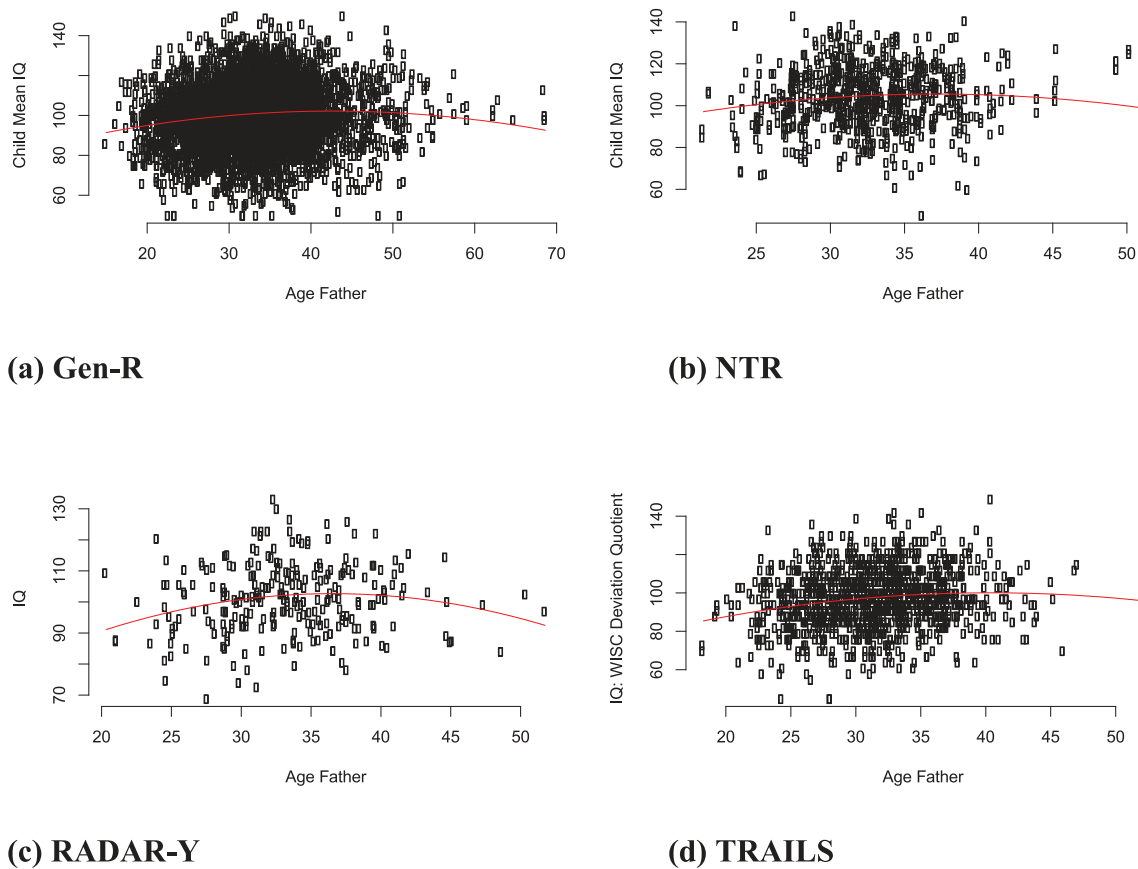 140
120
100
80
60
Child Mean IQ
20 30 40 50 60 70
Age Father
(a) Gen-R
140
120
100
80
60
Child Mean IQ
25 30 35 40 45 50
Age Father
(b) NTR
130
110
90
70
IQ
20 25 30 35 40 45 50
Age Father
(c) RADAR-Y
140
100
80
60
IQ: WISC Deviation Quotient
20 25 30 35 40 45 50
Age Father
(d) TRAILS